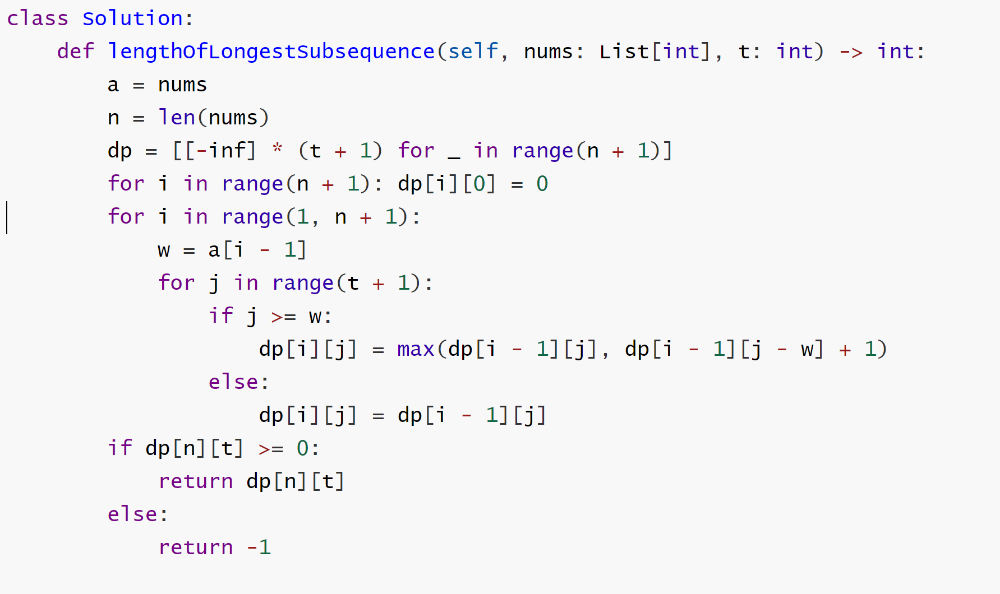 class Solution:
    def lengthOfLongestSubsequence(self, nums: List[int], t: int) -> int:
        a = nums
        n = len(nums)
        dp = [[-inf] * (t + 1) for _ in range(n + 1)]
        for i in range(n + 1): dp[i][0] = 0
        for i in range(1, n + 1):
            w = a[i - 1]
            for j in range(t + 1):
                if j >= w:
                    dp[i][j] = max(dp[i - 1][j], dp[i - 1][j - w] + 1)
                else:
                    dp[i][j] = dp[i - 1][j]
        if dp[n][t] >= 0:
            return dp[n][t]
        else:
            return -1